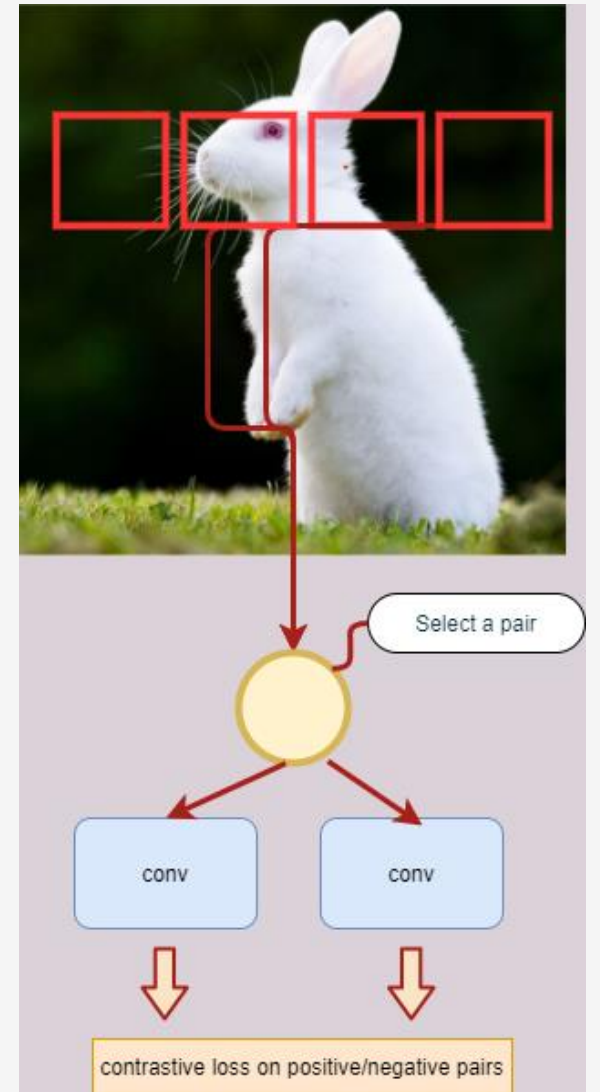 Select a pair
conv
conv
contrastive loss on positive/negative pairs